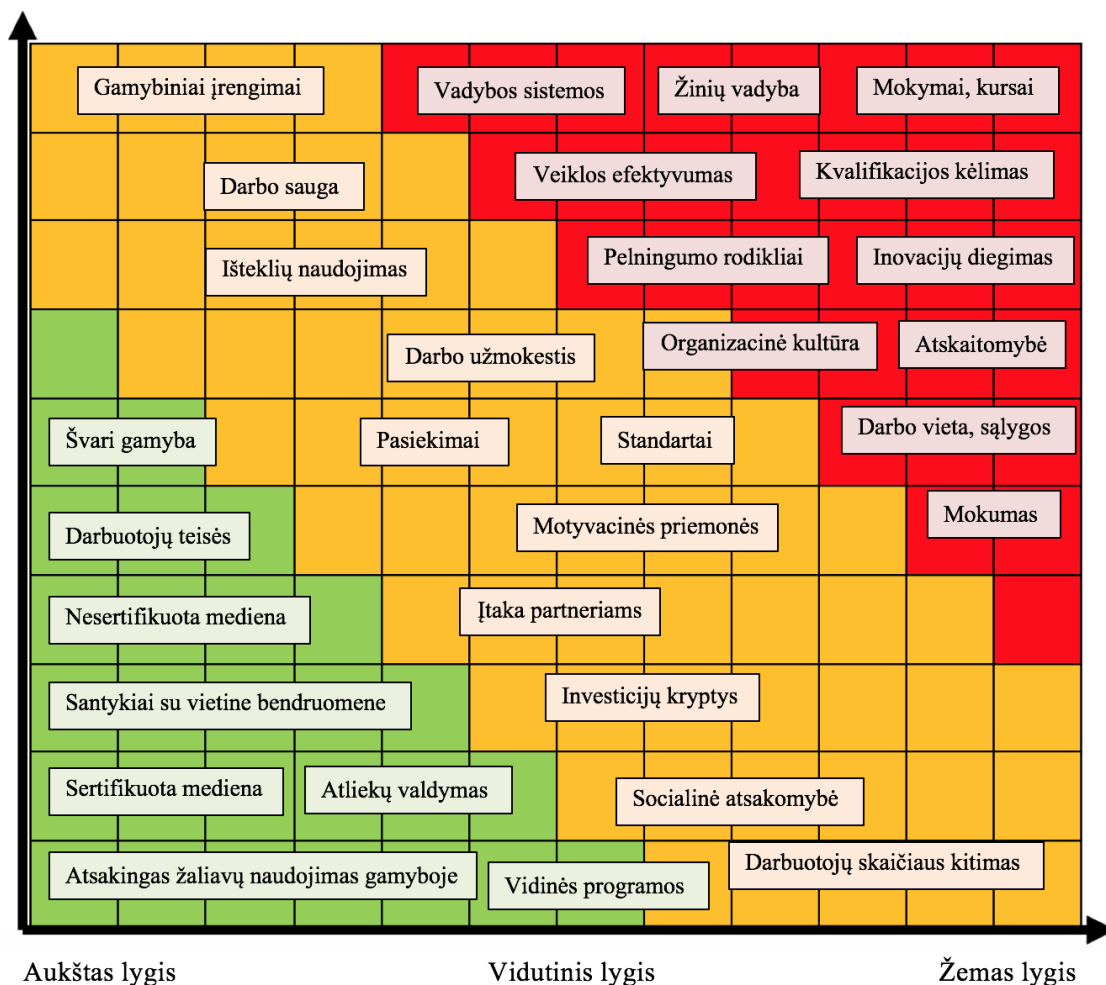 Gamybiniai įrengimai
Vadybos sistemos
Žinių vadyba
Mokymai, kursai
Darbo sauga
Veiklos efektyvumas
Kvalifikacijos kėlimas
Išteklių naudojimas
Pelningumo rodikliai
Inovacijų diegimas
Darbo užmokestis
Organizacinė kultūra
Atskaitomybė
Švari gamyba
Pasiekimai
Standartai
Darbo vieta, sąlygos
Darbuotojų teisės
Motyvacinės priemonės
Mokumas
Nesertifikuota mediena
Įtaka partneriams
Santykiai su vietine bendruomene
Investicijų kryptys
Sertifikuota mediena
Atliekų valdymas
Socialinė atsakomybė
Atsakingas žaliavų naudojimas gamyboje
Vidinės programos
Darbuotojų skaičiaus kitimas
Aukštas lygis
Vidutinis lygis
Žemas lygis